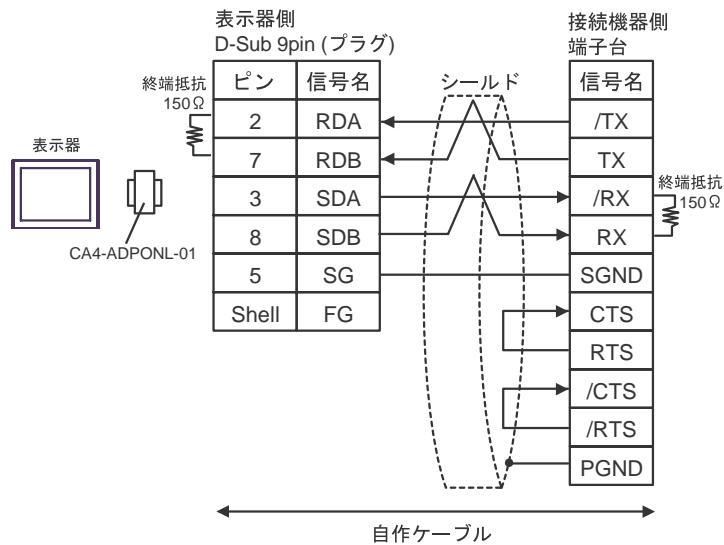 表示器側
D-Sub 9pin (プラグ)
接続機器側
端子台
終端抵抗
150Ω
ピン 信号名
シールド
信号名
2 RDA
/TX
7 RDB
TX
表示器
3 SDA
/RX
終端抵抗
150Ω
8 SDB
RX
CA4-ADPONL-01
5 SG
SGND
Shell FG
CTS
RTS
/CTS
/RTS
PGND
自作ケーブル